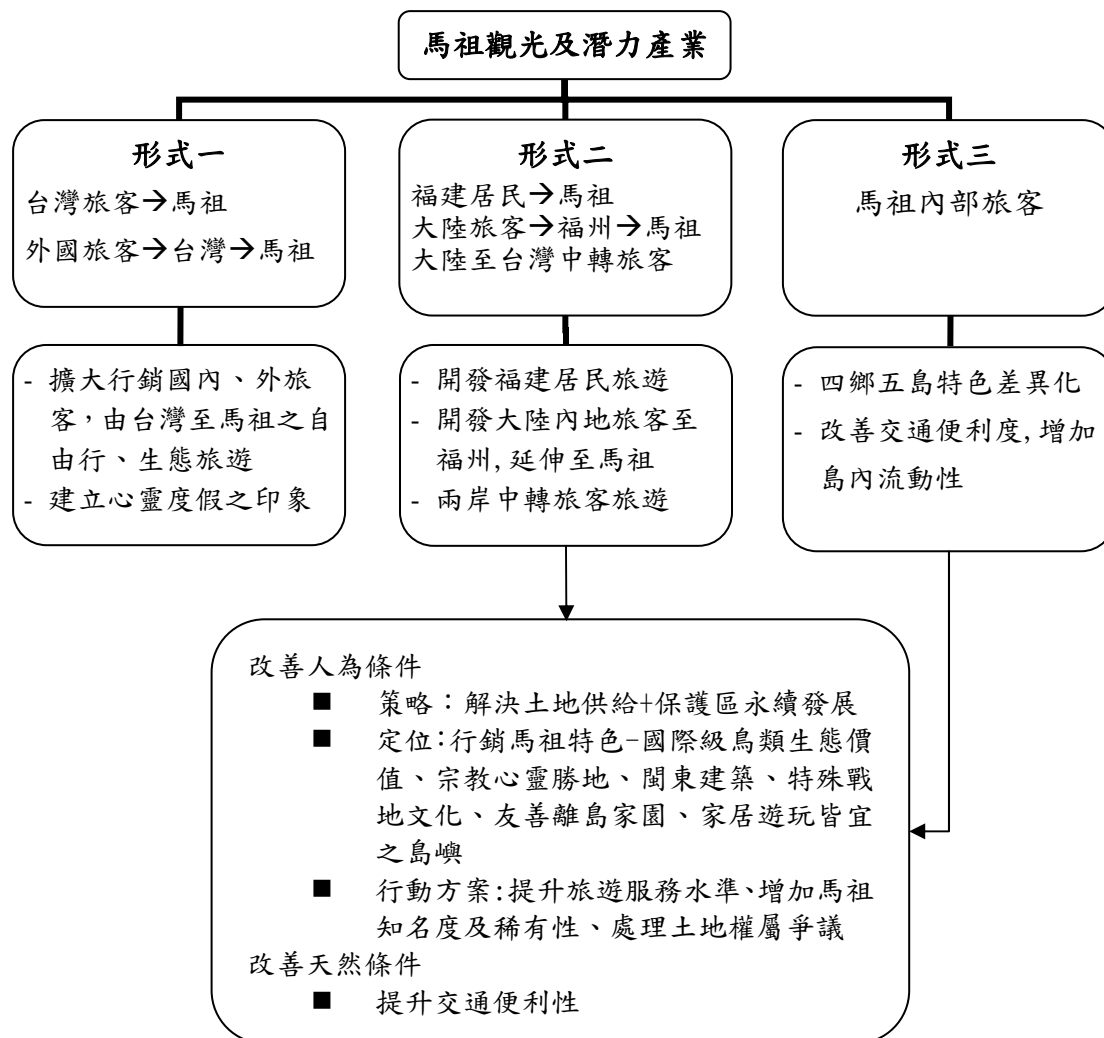 馬祖觀光及潛力產業
形式一
台灣旅客→馬祖
外國旅客→台灣→馬祖
形式二
福建居民→馬祖
大陸旅客→福州→馬祖
大陸至台灣中轉旅客
形式三
馬祖內部旅客
- 擴大行銷國內、外旅
客，由台灣至馬祖之自
由行、生態旅遊
- 建立心靈度假之印象
- 開發福建居民旅遊
- 開發大陸內地旅客至
福州,延伸至馬祖
- 兩岸中轉旅客旅遊
- 四鄉五島特色差異化
- 改善交通便利度,增加
島內流動性
改善人為條件
■ 策略：解決土地供給+保護區永續發展
■ 定位:行銷馬祖特色-國際級鳥類生態價
值、宗教心靈勝地、閩東建築、特殊戰
地文化、友善離島家園、家居遊玩皆宜
之島嶼
■ 行動方案:提升旅遊服務水準、增加馬祖
知名度及稀有性、處理土地權屬爭議
改善天然條件
■ 提升交通便利性